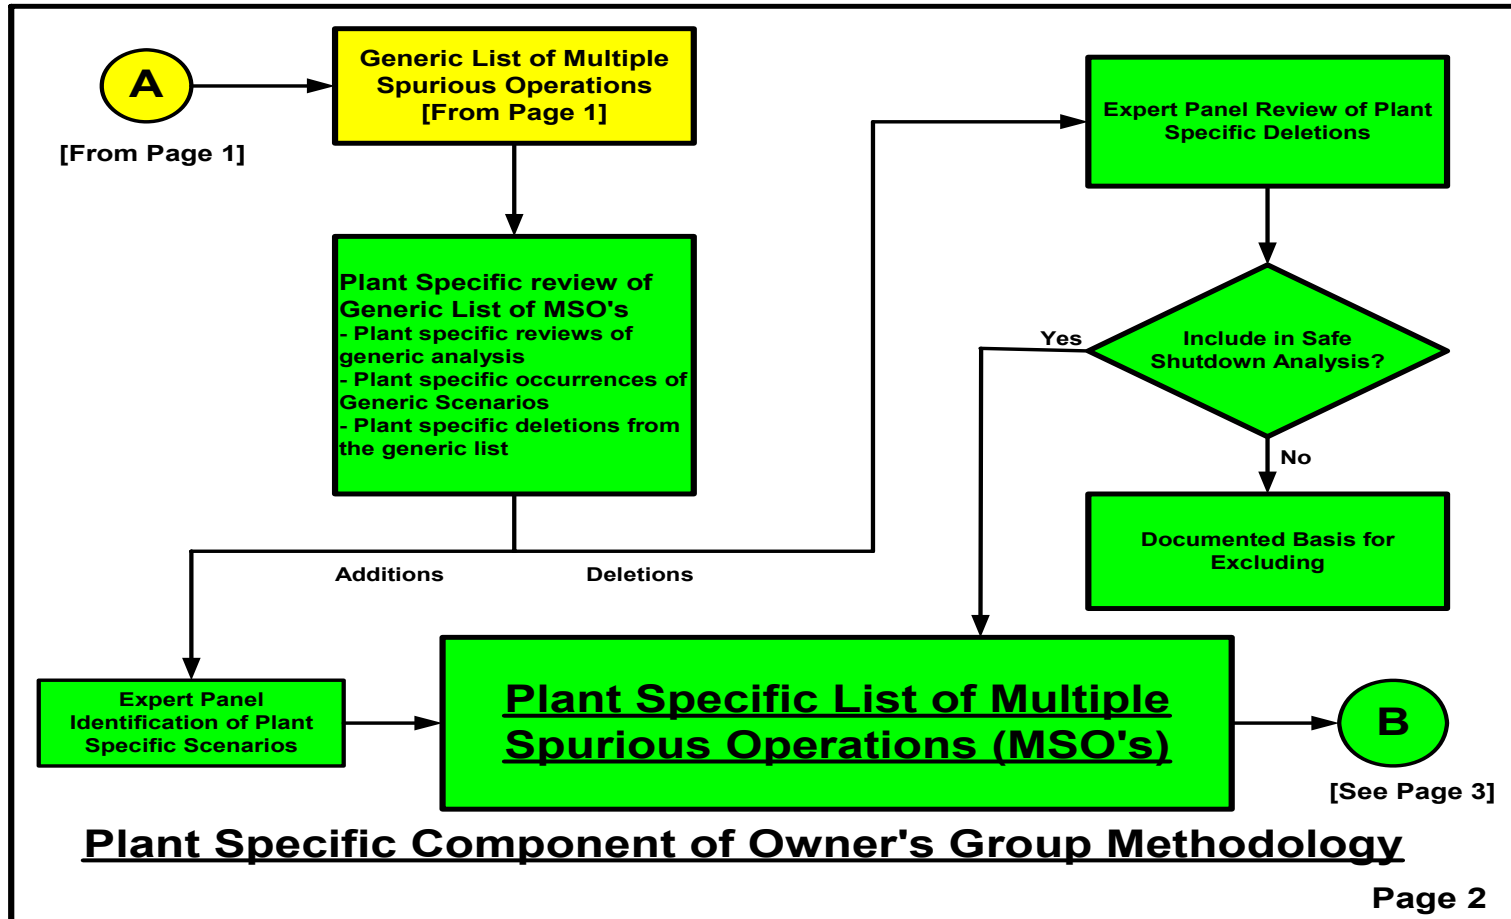 A
[From Page 1]
Generic List of Multiple
Spurious Operations
[From Page 1]
Plant Specific review of
Generic List of MSO's
- Plant specific reviews of
generic analysis
- Plant specific occurrences of
Generic Scenarios
- Plant specific deletions from
the generic list
Additions
Deletions
Expert Panel Review of Plant
Specific Deletions
Include in Safe
Shutdown Analysis?
Yes
No
Documented Basis for
Excluding
Expert Panel
Identification of Plant
Specific Scenarios
Plant Specific List of Multiple
Spurious Operations (MSO's)
B
[See Page 3]
Plant Specific Component of Owner's Group Methodology
Page 2